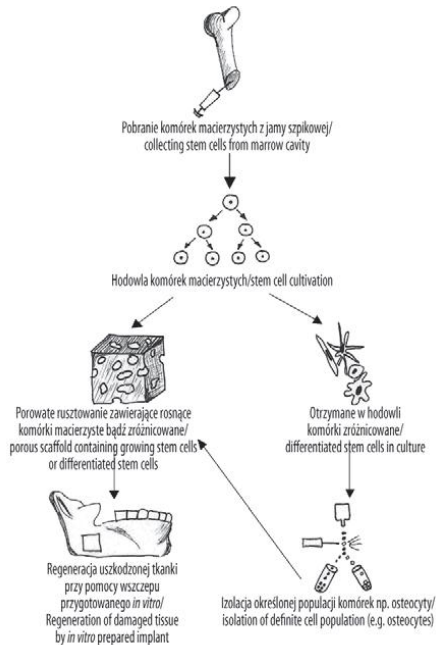 Pobranie komórek macierzystych z jamy szpikowej/
collecting stem cells from marrow cavity
Hodowla komórek macierzystych/stem cell cultivation
Porowate rusztowanie zawierające rosnące
komórki macierzyste bądź zróżnicowane/
porous scaffold containing growing stem cells
or differentiated stem cells
Otrzymane w hodowli
komórki zróżnicowane/
differentiated stem cells in culture
Regeneracja uszkodzonej tkanki
przy pomocy wszczepu
przygotowanego in vitro/
Regeneration of damaged tissue
by in vitro prepared implant
Izolacja określonej populacji komórek np. osteocyty/
isolation of definite cell population (e.g. osteocytes)